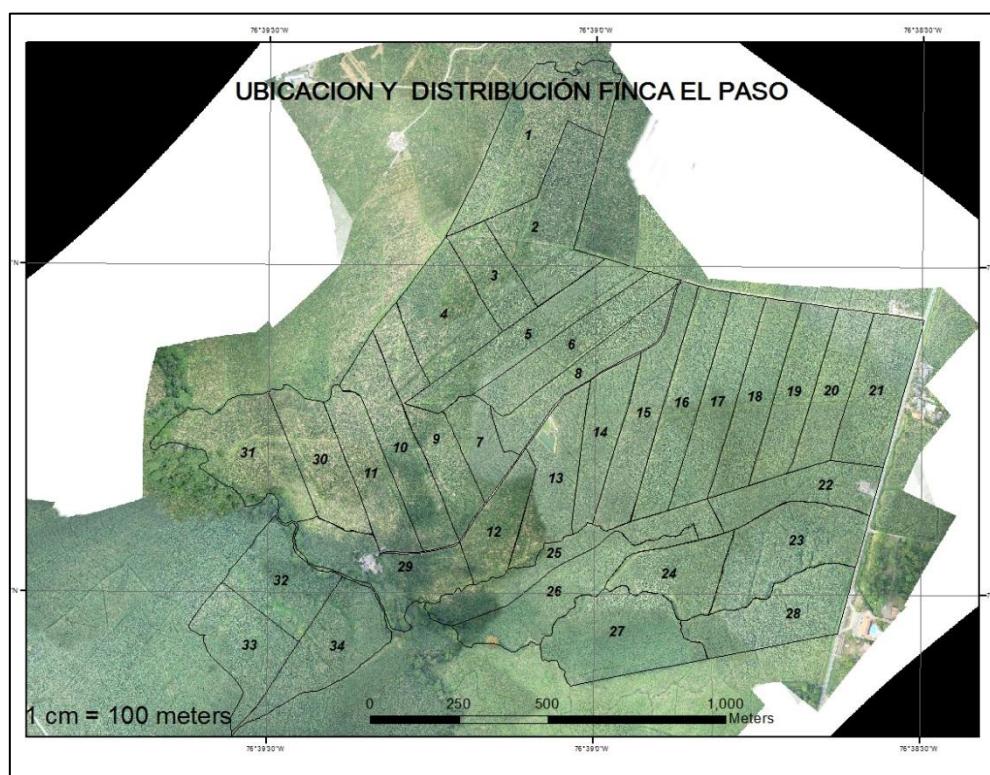 76°39'30"W 76°39'0"W 76°38'30"W
UBICACION Y DISTRIBUCIÓN FINCA EL PASO
1
2
3
4
5
6
8
15 16 17 18 19 20 21
14
31 30 11 10 9 7
13
22
12
23
25
29
24
32
26
28
27
33 34
0 250 500 1,000
Meters
1 cm = 100 meters
76°39'30"W 76°39'0"W 76°38'30"W